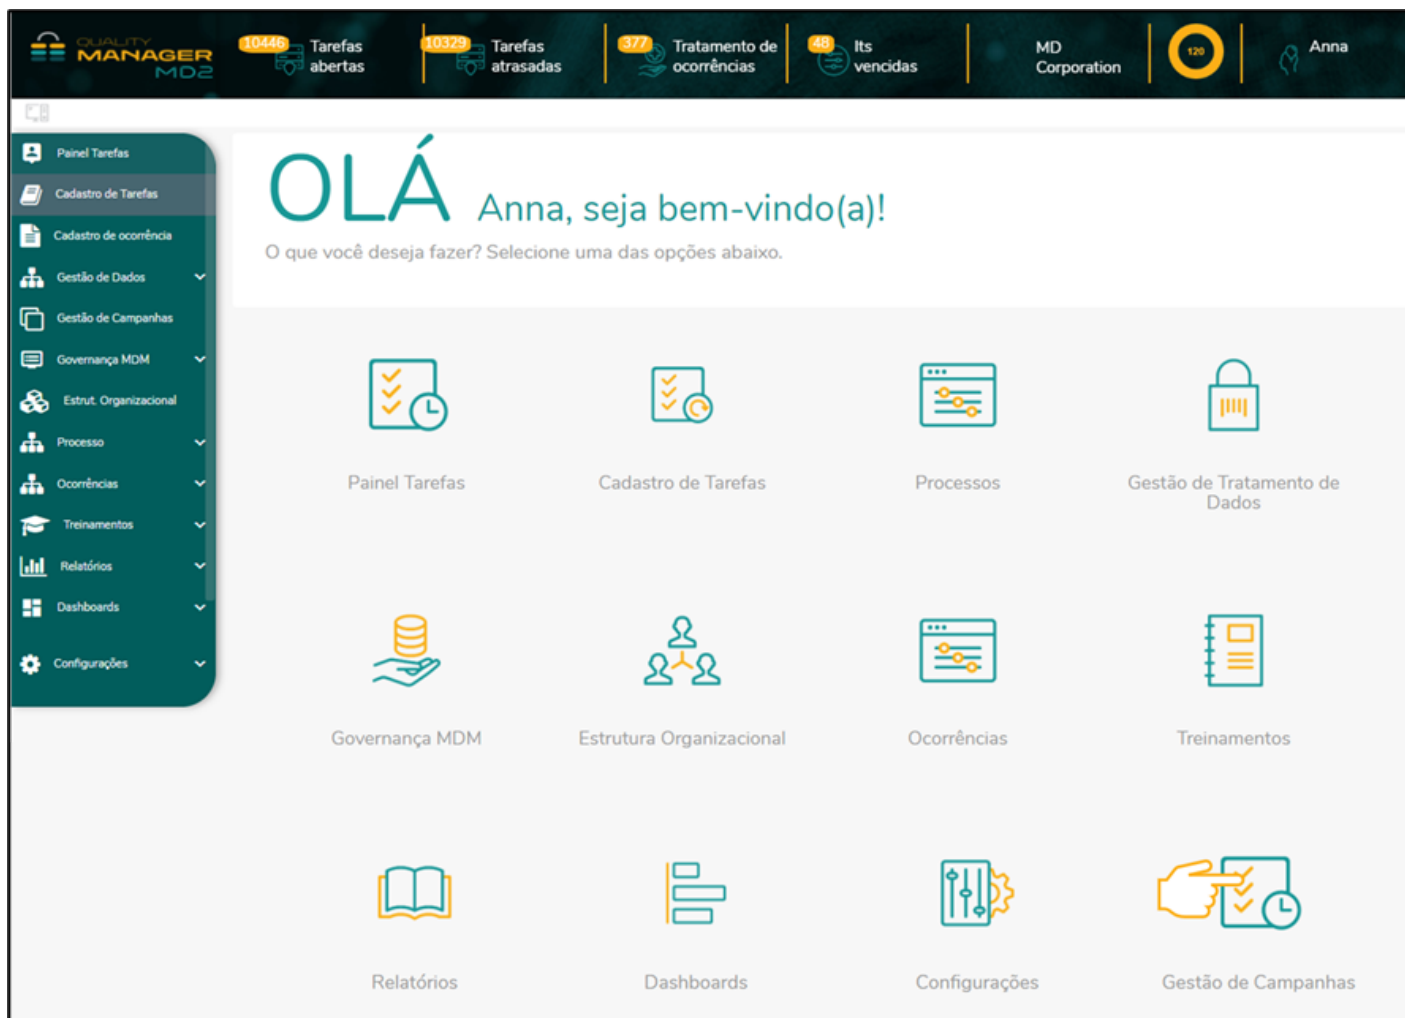 QUALITY
MANAGER
MD2
10446
Tarefas
abertas
10329
Tarefas
atrasadas
377
Tratamento de
ocorrências
48
Its
vencidas
MD
Corporation
120
Anna
Painel Tarefas
Cadastro de Tarefas
Cadastro de ocorrência
Gestão de Dados
Gestão de Campanhas
Governança MDM
Estrut. Organizacional
Processo
Ocorrências
Treinamentos
Relatórios
Dashboards
Configurações
OLÁ Anna, seja bem-vindo(a)!
O que você deseja fazer? Selecione uma das opções abaixo.
Painel Tarefas
Cadastro de Tarefas
Processos
Gestão de Tratamento de
Dados
Governança MDM
Estrutura Organizacional
Ocorrências
Treinamentos
Relatórios
Dashboards
Configurações
Gestão de Campanhas